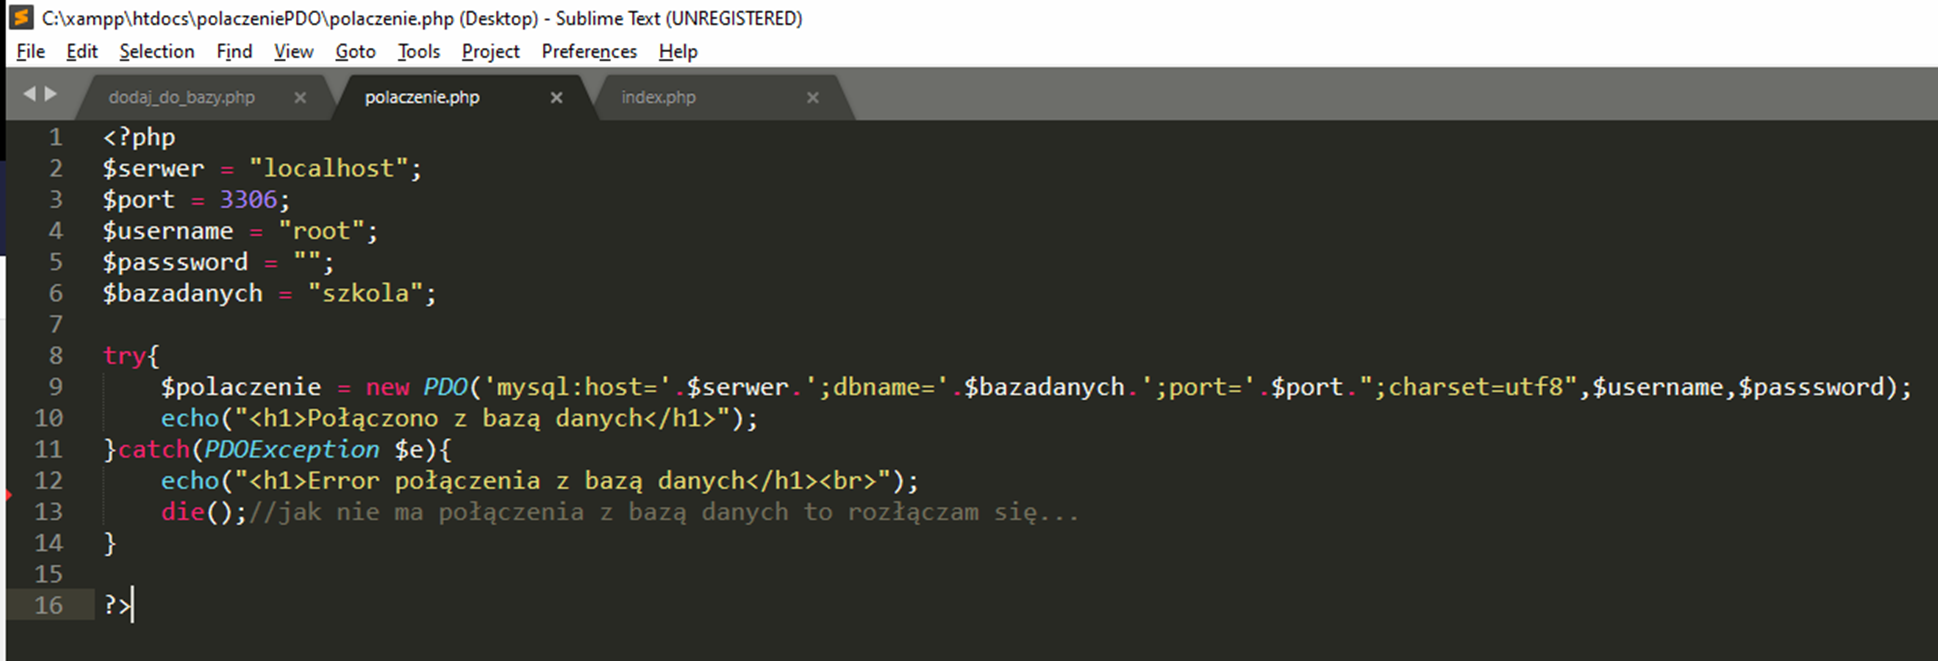 C:\xampp\htdocs\polaczeniePDO\polaczenie.php (Desktop) - Sublime Text (UNREGISTERED)
File Edit Selection Find View Goto Tools Project Preferences Help
dodaj_do_bazy.php × polaczenie.php × index.php ×
1 <?php
2 $serwer = "localhost";
3 $port = 3306;
4 $username = "root";
5 $passsword = "";
6 $bazadanych = "szkola";
7
8 try{
9     $polaczenie = new PDO('mysql:host='.$serwer.';dbname='.$bazadanych.';port='.$port.";charset=utf8",$username,$passsword);
10     echo("<h1>Połączono z bazą danych</h1>");
11 }catch(PDOException $e){
12     echo("<h1>Error połączenia z bazą danych</h1><br>");
13     die();//jak nie ma połączenia z bazą danych to rozłączam się...
14 }
15
16 ?>